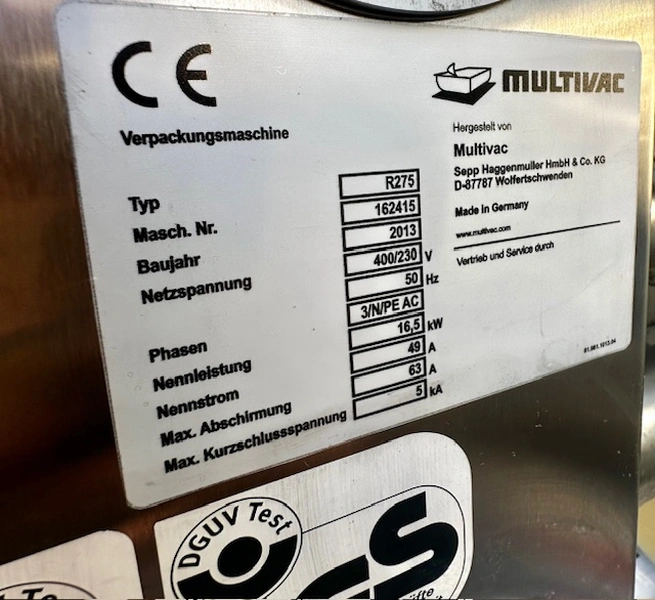 CE
MULTIVAC
Verpackungsmaschine
Hergestellt von
Multivac
Sepp Haggenmuller HmbH & Co. KG
D-87787 Wolfertschwenden
Made in Germany
www.multivac.com
Vertrieb und Service durch
Typ R275
Masch. Nr. 162415
Baujahr 2013
Netzspannung 400/230 V
50 Hz
Phasen 3/N/PE AC
Nennleistung 16,5 kW
Nennstrom 49 A
Max. Abschirmung 63 A
Max. Kurzschlussspannung 5 kA
DGUV Test
GS